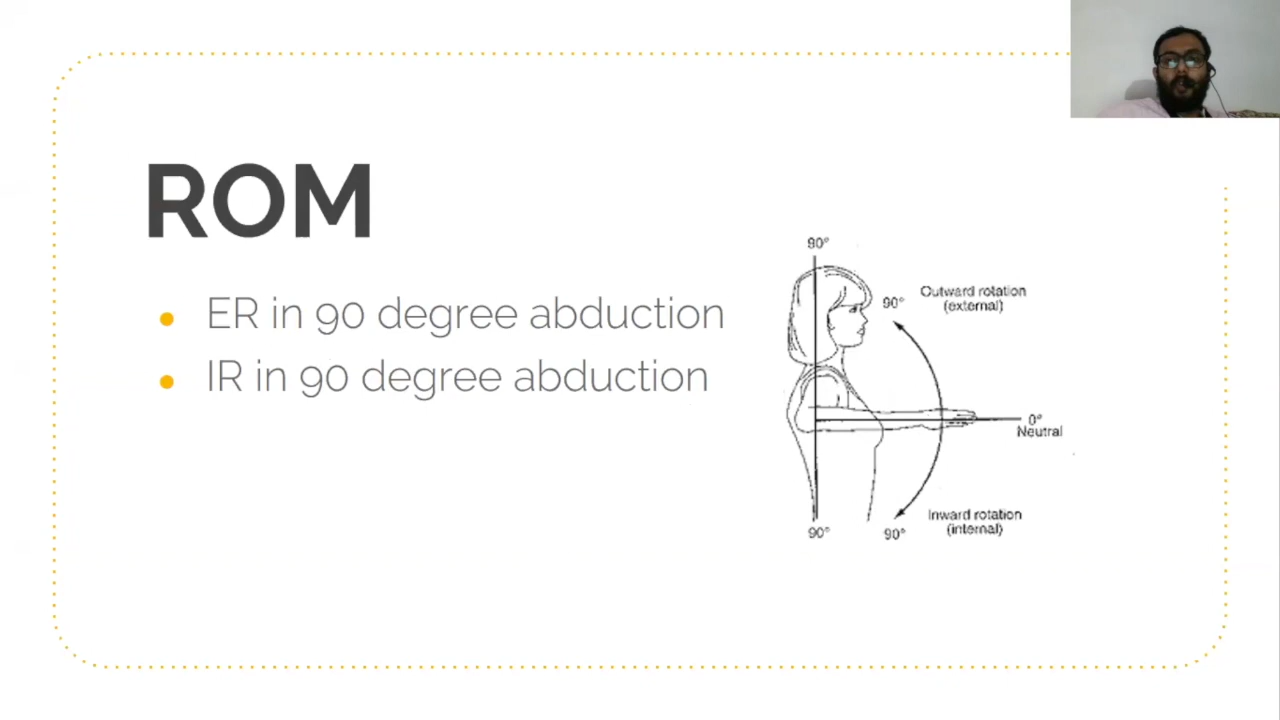 ROM
ER in 90 degree abduction
IR in 90 degree abduction
90°
90°
Outward rotation
(external)
0°
Neutral
Inward rotation
(internal)
90°
90°